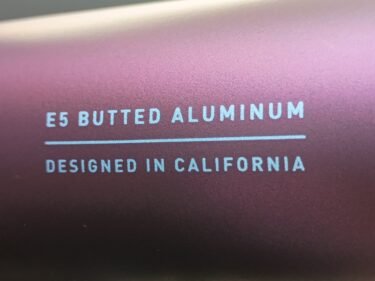 E5 BUTTED ALUMINUM
DESIGNED IN CALIFORNIA